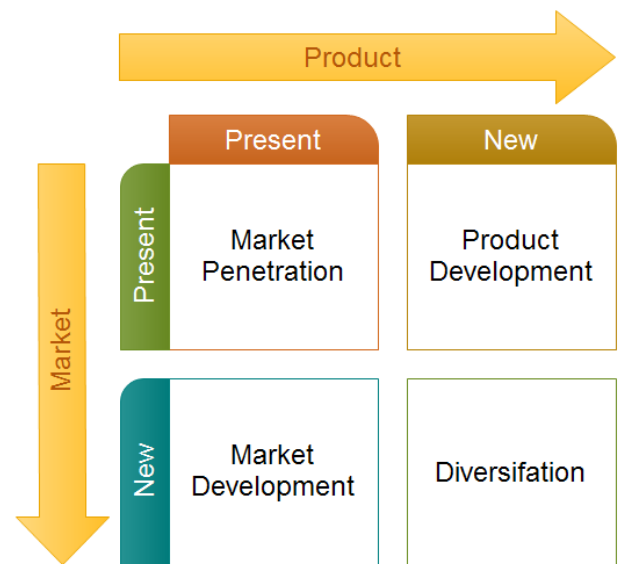 Product
Present
New
Present
Market
Penetration
Product
Development
Market
New
Market
Development
Diversifation